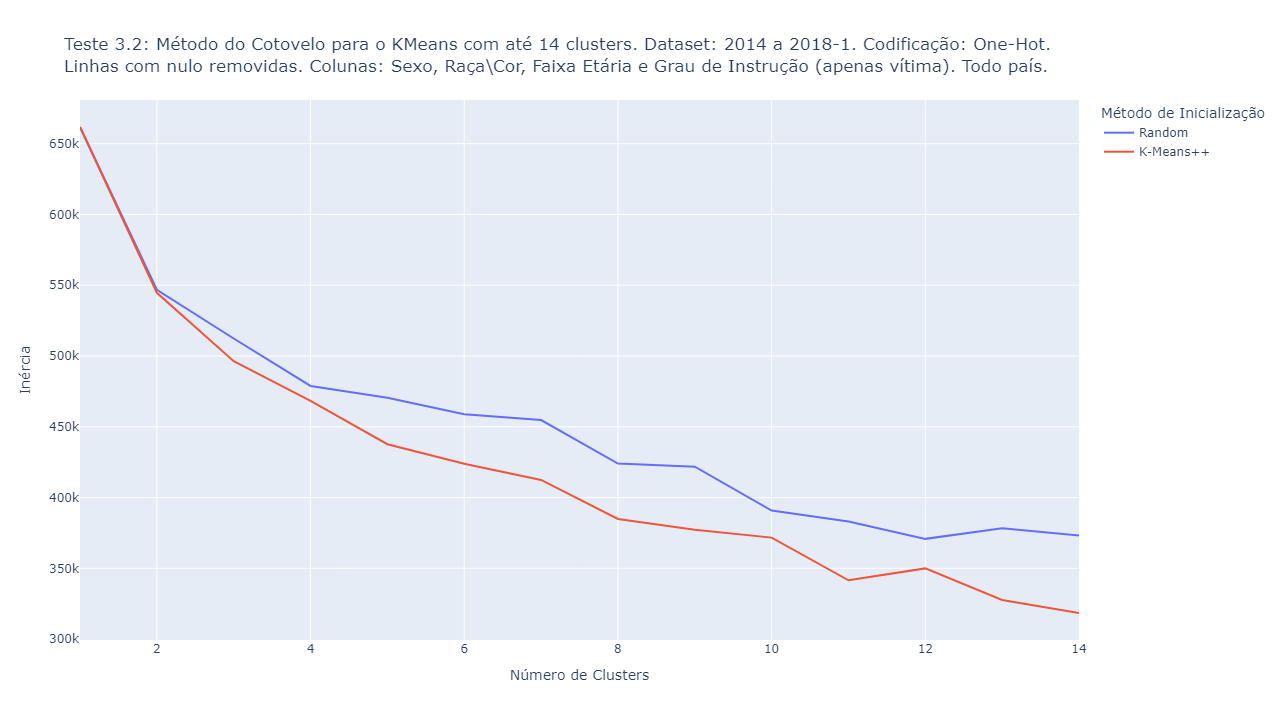 Teste 3.2: Método do Cotovelo para o KMeans com até 14 clusters. Dataset: 2014 a 2018-1. Codificação: One-Hot.
Linhas com nulo removidas. Colunas: Sexo, Raça\Cor, Faixa Etária e Grau de Instrução (apenas vítima). Todo país.
Método de Inicialização
Random
K-Means++
650k
600k
550k
500k
450k
400k
350k
300k
Inércia
2
4
6
8
10
12
14
Número de Clusters